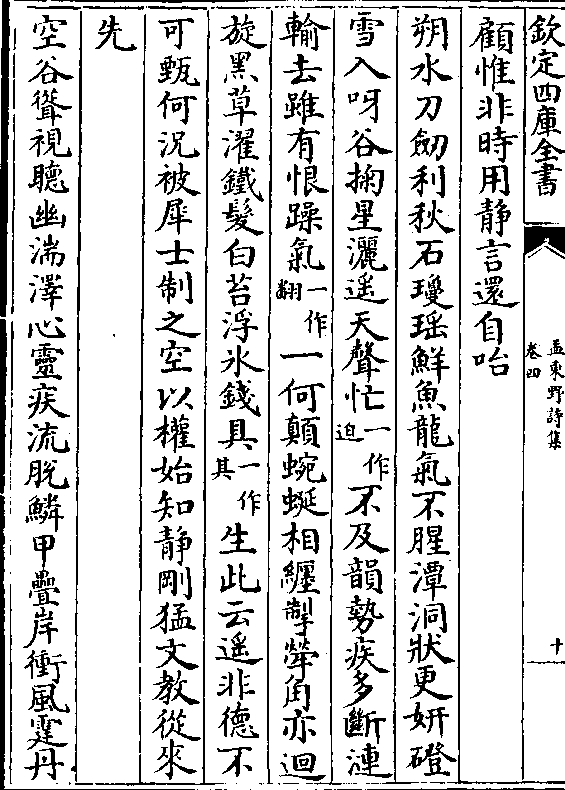 欽定四庫全書
孟東野詩集
卷四
十
顧惟非時用靜言還自咍
朔水刀劒利秋石瓊瑤鮮魚龍氣不腥潭洞狀更妍磴
雪入呀谷掬星灑遥天聲忙一作迫不及韻勢疾多斷漣
輸去雖有恨躁氣一作翻一何顛蜿蜒相纏掣犖角亦迴
旋黑草濯鐵髮白苔浮氷錢具一作其生此云遥非德不
可甄何況被犀士制之空以權始知静剛猛文教從來
先
空谷聳視聽幽湍澤心靈疾流脫鱗甲疊岸衝風霆丹